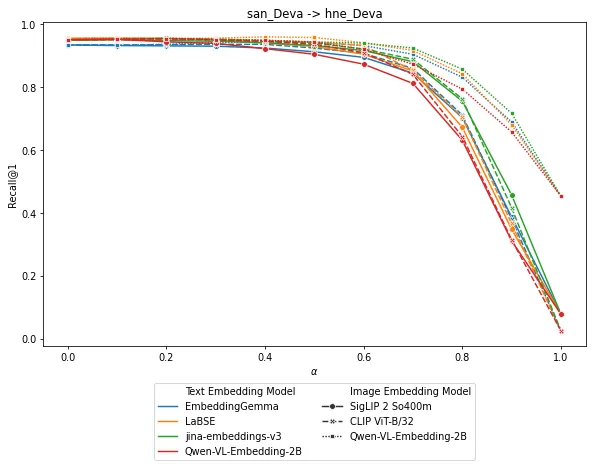 san_Deva -> hne_Deva
Recall@1
1.0
0.8
0.6
0.4
0.2
0.0
0.0 0.2 0.4 0.6 0.8 1.0
α
Text Embedding Model Image Embedding Model
EmbeddingGemma SigLIP 2 So400m
LaBSE CLIP ViT-B/32
jina-embeddings-v3 Qwen-VL-Embedding-2B
Qwen-VL-Embedding-2B